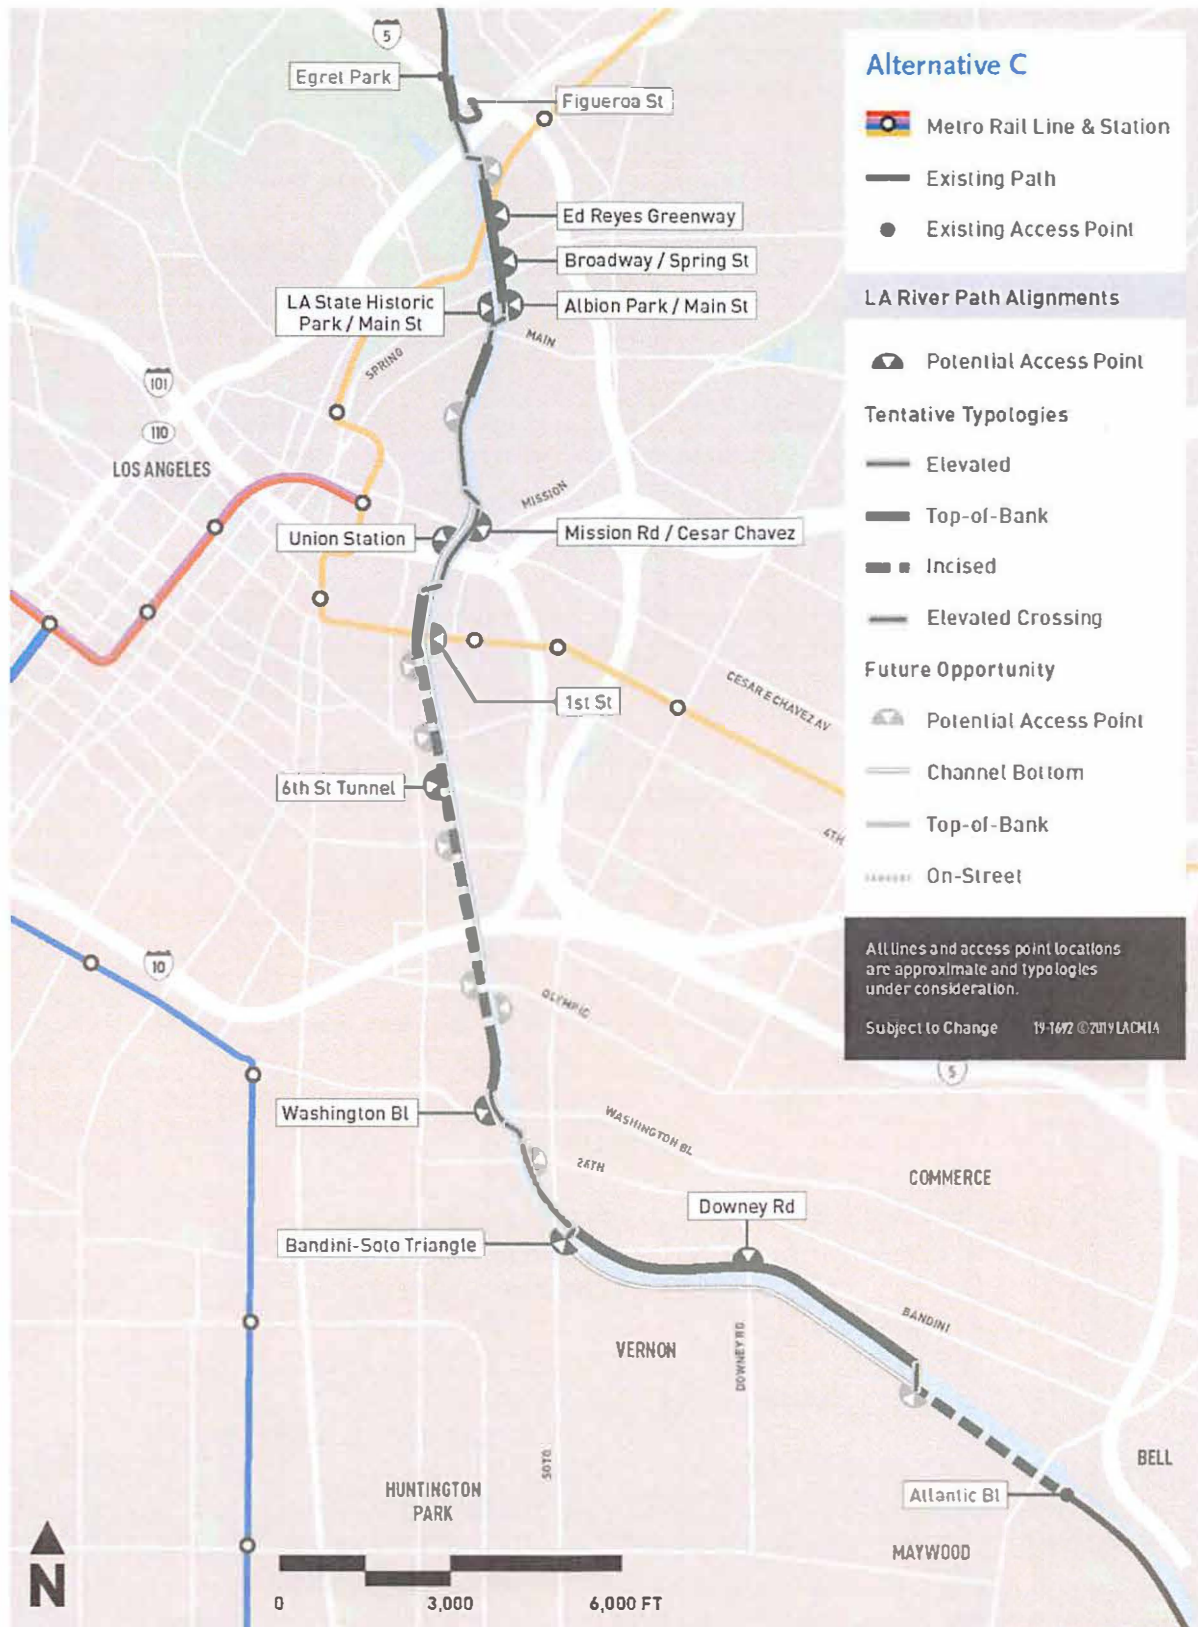 5
Egret Park
Figueroa St
Ed Reyes Greenway
Broadway / Spring St
LA State Historic
Park / Main St
Albion Park / Main St
MAIN
SPRING
101
110
LOS ANGELES
MISSION
Union Station
Mission Rd / Cesar Chavez
1st St
CESAR E CHAVEZ AV
6th St Tunnel
4TH
10
OLYMPIC
5
Washington Bl
WASHINGTON BL
26TH
COMMERCE
Downey Rd
Bandini-Soto Triangle
BANDINI
VERNON
DOWNEY RD
SOTO
BELL
HUNTINGTON
PARK
Atlantic Bl
MAYWOOD
N
0 3,000 6,000 FT
Alternative C
Metro Rail Line & Station
Existing Path
Existing Access Point
LA River Path Alignments
Potential Access Point
Tentative Typologies
Elevated
Top-of-Bank
Incised
Elevated Crossing
Future Opportunity
Potential Access Point
Channel Bottom
Top-of-Bank
On-Street
All lines and access point locations
are approximate and typologies
under consideration.
Subject to Change 19-1692 ©2019 LACMTA